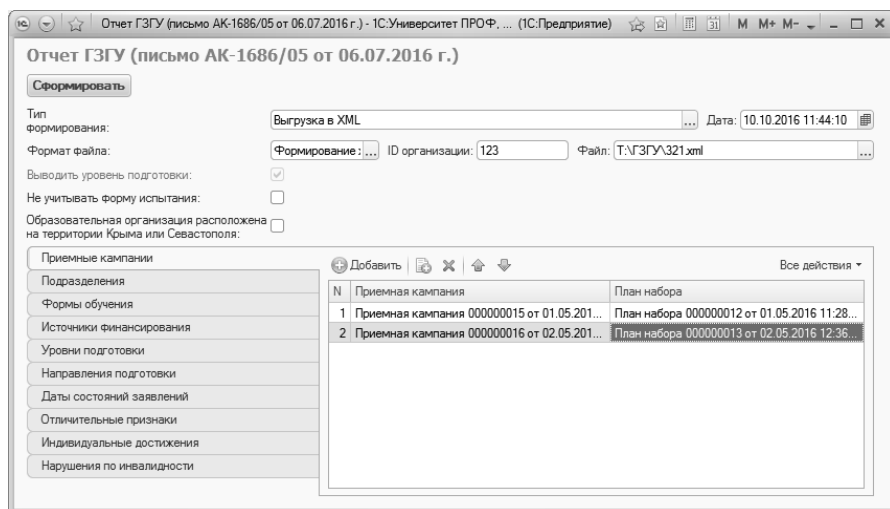 Отчет ГЗГУ (письмо АК-1686/05 от 06.07.2016 г.) - 1С:Университет ПРОФ, ... (1С:Предприятие) 31 M M+ M-
Отчет ГЗГУ (письмо АК-1686/05 от 06.07.2016 г.)
Сформировать
Тип формирования: Выгрузка в XML ... Дата: 10.10.2016 11:44:10
Формат файла: Формирование : ... ID организации: 123 Файл: T:\ГЗГУ\321.xml ...
Выводить уровень подготовки:
Не учитывать форму испытания:
Образовательная организация расположена
на территории Крыма или Севастополя:
Приемные кампании
Подразделения
Формы обучения
Источники финансирования
Уровни подготовки
Направления подготовки
Даты состояний заявлений
Отличительные признаки
Индивидуальные достижения
Нарушения по инвалидности
Добавить Все действия
N Приемная кампания План набора
1 Приемная кампания 000000015 от 01.05.201... План набора 000000012 от 01.05.2016 11:28...
2 Приемная кампания 000000016 от 02.05.201... План набора 000000013 от 02.05.2016 12:36...